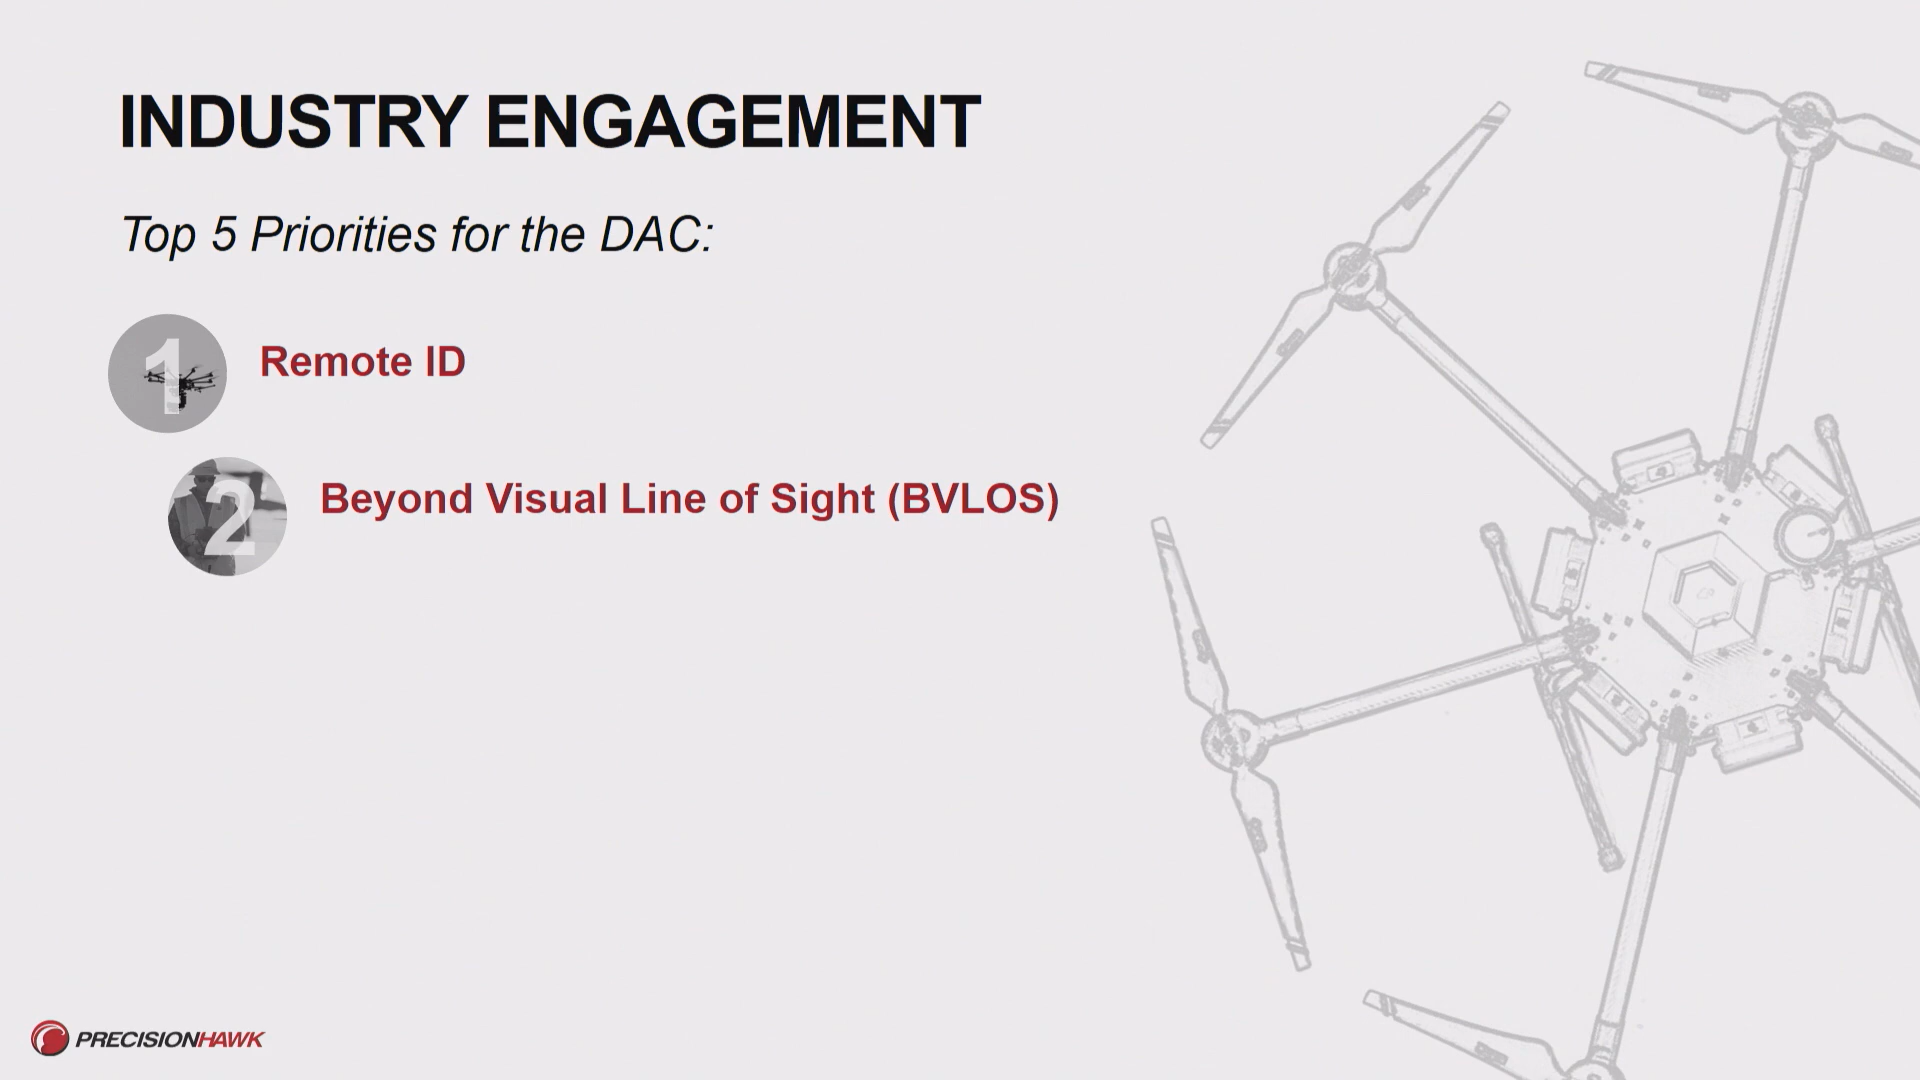 INDUSTRY ENGAGEMENT
Top 5 Priorities for the DAC:
1 Remote ID
2 Beyond Visual Line of Sight (BVLOS)
PRECISIONHAWK